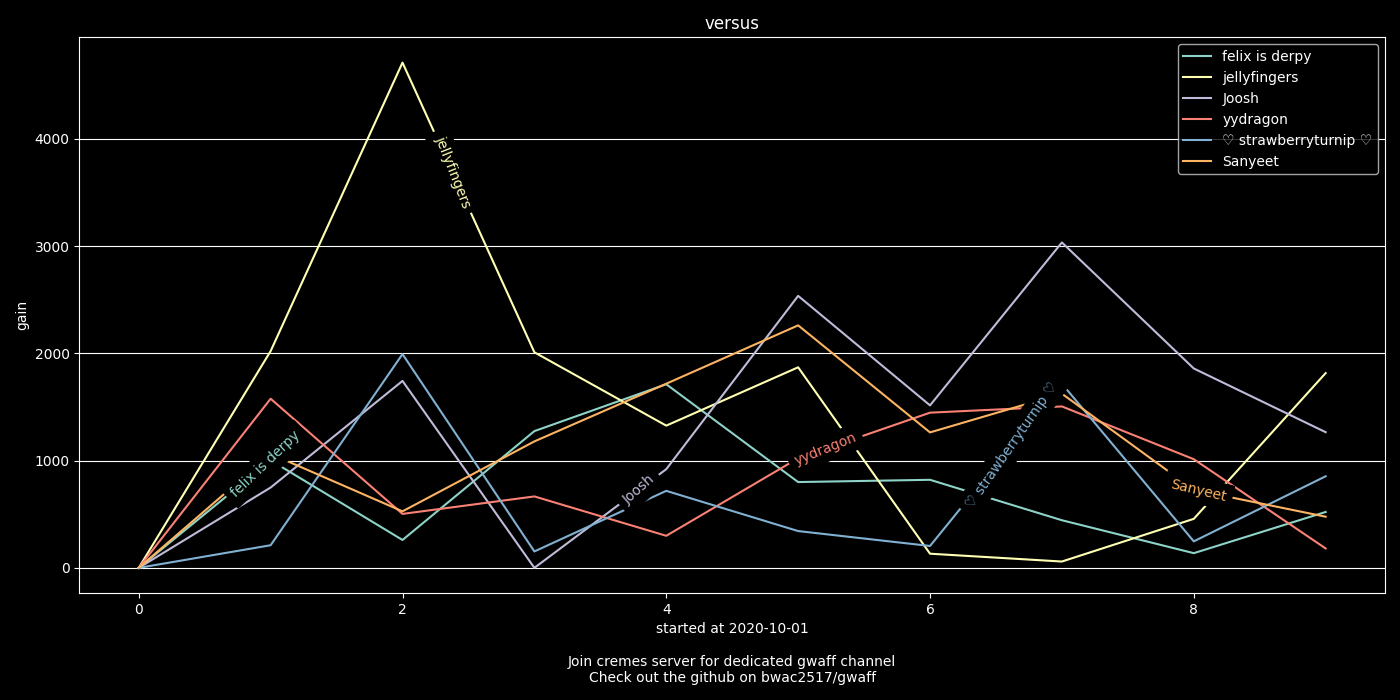 versus
felix is derpy
jellyfingers
Joosh
yydragon
♡ strawberryturnip ♡
Sanyeet
4000
3000
2000
1000
0
gain
jellyfingers
felix is derpy
Joosh
yydragon
♡ strawberryturnip ♡
Sanyeet
0 2 4 6 8
started at 2020-10-01
Join cremes server for dedicated gwaff channel
Check out the github on bwac2517/gwaff